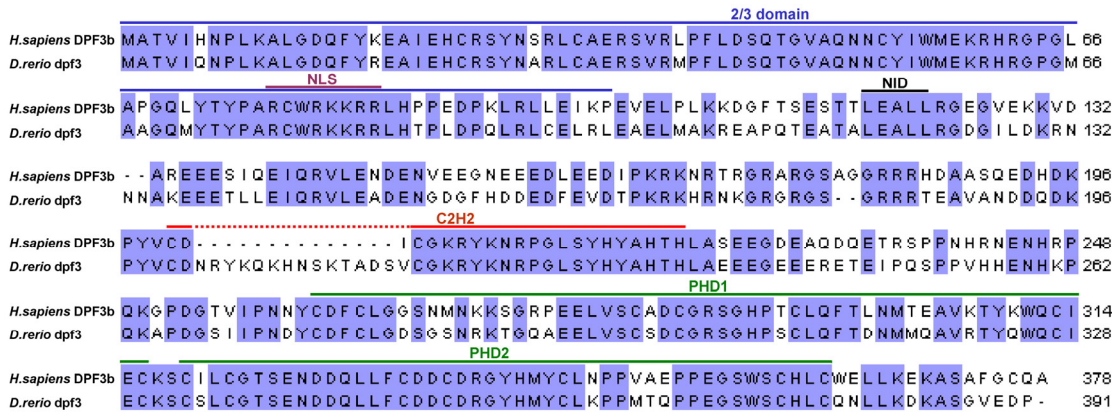 2/3 domain
H.sapiens DPF3b MATVIHNPLKALGDQFYKEAIEHCRSYNSRLCAERSVRLPFLDSQTGVAQNNCYIWMEKRHRGPGL 66
D.rerio dpf3 MATVIQNPLKALGDQFYREAIEHCRSYNARLCAERSVRMPFLDSQTGVAQNNCYIWMEKRHRGPGM 66
NLS NID
H.sapiens DPF3b APGQLYTYPARCWRKKRRLHPPEDPKLRLLEIKPEVELPLKKDGFTSESTTLEALLRGEGVEKKVD 132
D.rerio dpf3 AAGQMYTYPARCWRKKRRLHTPLDPQLRLCELRLEAELMAKREAPQTEATALEALLRGDGILDKRN 132
H.sapiens DPF3b --AREEESIQEIQRVLENDENVEEGNEEEDLEEDIPKRKNRTRGRARGSAGGRRRHDAASQEDHDK 196
D.rerio dpf3 NNAKEEETLLEIQRVLEADENGDGFHDDEDFEVDTPKRKHRNKGRGRGS--GRRRTEAVANDDQDK 196
C2H2
H.sapiens DPF3b PYVCD--------------ICGKRYKNRPGLSYHYAHTHLASEEGDEAQDQETRSPPNHRNENHRP 248
D.rerio dpf3 PYVCDNRYKQKHNSKTADSVCGKRYKNRPGLSYHYAHTHLAEEEGEEERETEIPQSPPVHHENHKP 262
PHD1
H.sapiens DPF3b QKGPDGTVIPNNYCDFCLGGSNMNKKSGRPEELVSCADCGRSGHPTCLQFTLNMTEAVKTYKWQCI 314
D.rerio dpf3 QKAPDGSIIPNDYCDFCLGDSGSNRKTGQAEELVSCSDCGRSGHPSCLQFTDNMMQAVRTYQWQCI 328
PHD2
H.sapiens DPF3b ECKSCILCGTSENDDQLLFCDDCDRGYHMYCLNPPVAEPPEGSWSCHLCWELLKEKASAFGCQA 378
D.rerio dpf3 ECKSCSLCGTSENDDQLLFCDDCDRGYHMYCLKPPMTQPPEGSWSCHLCQNLLKDKASGVEDP- 391